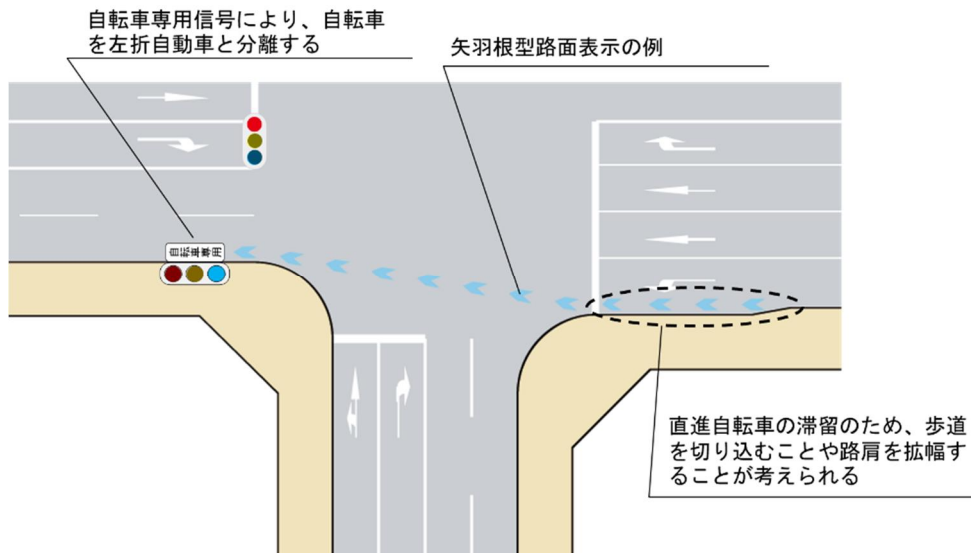 自転車専用信号により、自転車
を左折自動車と分離する
矢羽根型路面表示の例
自転車専用
直進自転車の滞留のため、歩道
を切り込むことや路肩を拡幅す
ることが考えられる